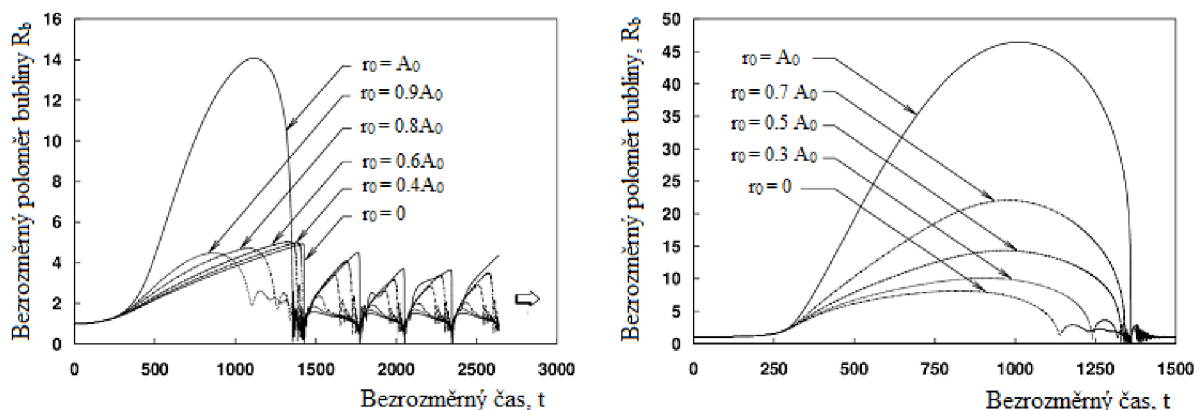 Bezrozměrný poloměr bubliny R_b
16
14
12
10
8
6
4
2
0
0 500 1000 1500 2000 2500 3000
Bezrozměrný čas, t
r₀ = A₀
r₀ = 0.9A₀
r₀ = 0.8A₀
r₀ = 0.6A₀
r₀ = 0.4A₀
r₀ = 0
Bezrozměrný poloměr bubliny, R_b
50
45
40
35
30
25
20
15
10
5
0
0 250 500 750 1000 1250 1500
Bezrozměrný čas, t
r₀ = A₀
r₀ = 0.7 A₀
r₀ = 0.5 A₀
r₀ = 0.3 A₀
r₀ = 0